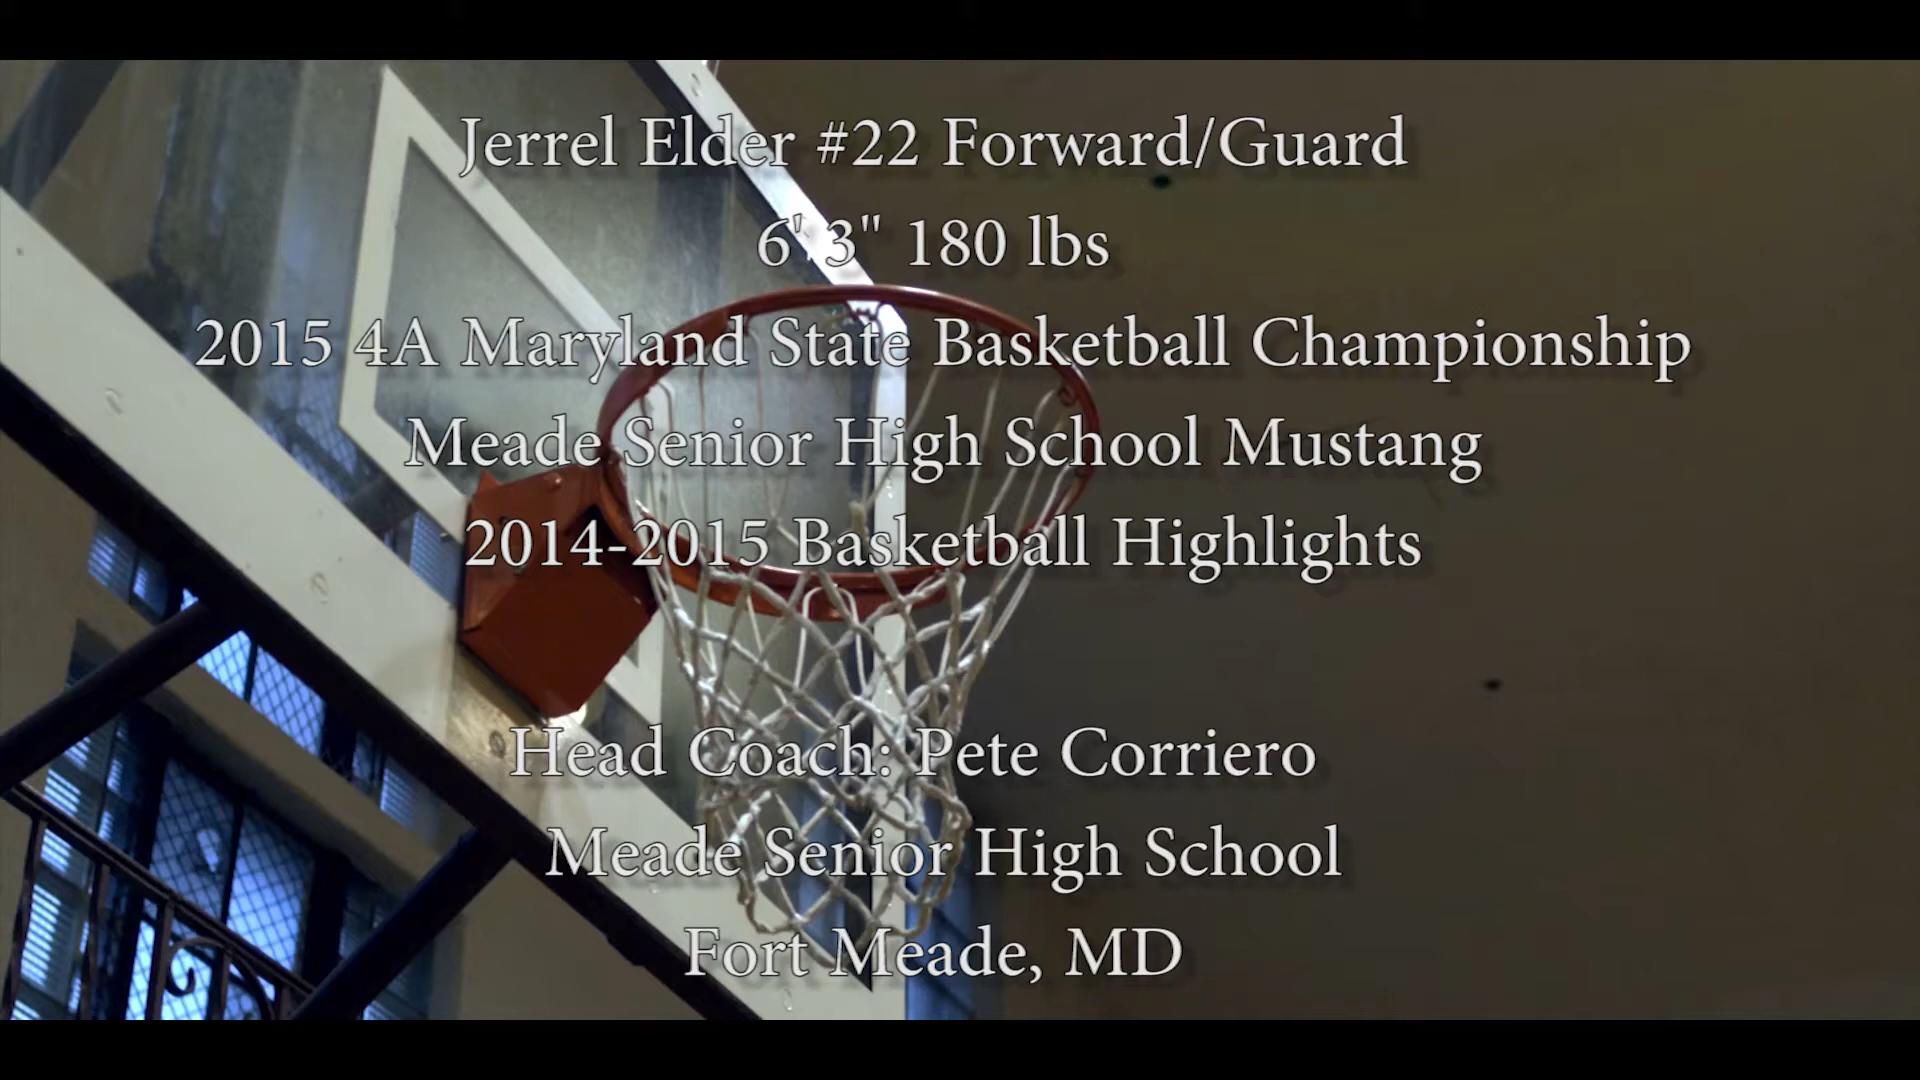 Jerrel Elder #22 Forward/Guard
6' 3" 180 lbs
2015 4A Maryland State Basketball Championship
Meade Senior High School Mustang
2014-2015 Basketball Highlights
Head Coach: Pete Corriero
Meade Senior High School
Fort Meade, MD